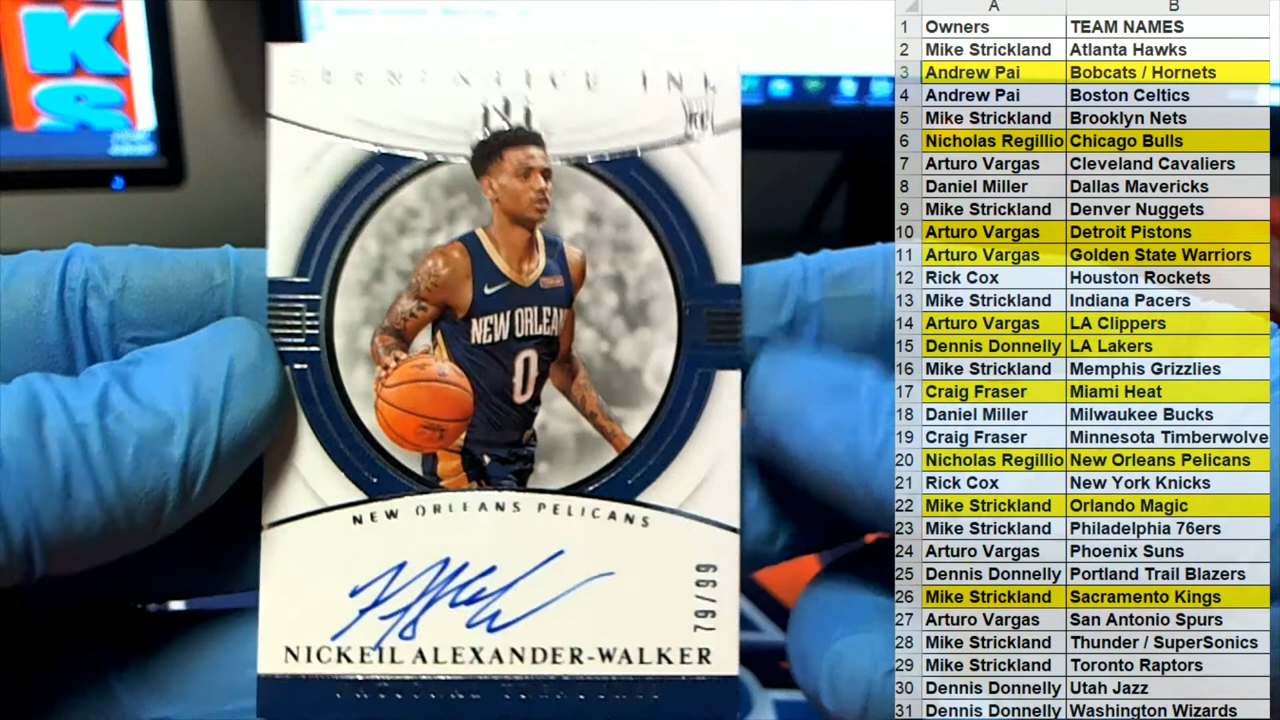 K
S
INK
NEW ORLEA
0
NEW ORLEANS PELICANS
79/99
NICKEIL ALEXANDER-WALKER
A B
1 Owners TEAM NAMES
2 Mike Strickland Atlanta Hawks
3 Andrew Pai Bobcats / Hornets
4 Andrew Pai Boston Celtics
5 Mike Strickland Brooklyn Nets
6 Nicholas Regillio Chicago Bulls
7 Arturo Vargas Cleveland Cavaliers
8 Daniel Miller Dallas Mavericks
9 Mike Strickland Denver Nuggets
10 Arturo Vargas Detroit Pistons
11 Arturo Vargas Golden State Warriors
12 Rick Cox Houston Rockets
13 Mike Strickland Indiana Pacers
14 Arturo Vargas LA Clippers
15 Dennis Donnelly LA Lakers
16 Mike Strickland Memphis Grizzlies
17 Craig Fraser Miami Heat
18 Daniel Miller Milwaukee Bucks
19 Craig Fraser Minnesota Timberwolve
20 Nicholas Regillio New Orleans Pelicans
21 Rick Cox New York Knicks
22 Mike Strickland Orlando Magic
23 Mike Strickland Philadelphia 76ers
24 Arturo Vargas Phoenix Suns
25 Dennis Donnelly Portland Trail Blazers
26 Mike Strickland Sacramento Kings
27 Arturo Vargas San Antonio Spurs
28 Mike Strickland Thunder / SuperSonics
29 Mike Strickland Toronto Raptors
30 Dennis Donnelly Utah Jazz
31 Dennis Donnelly Washington Wizards